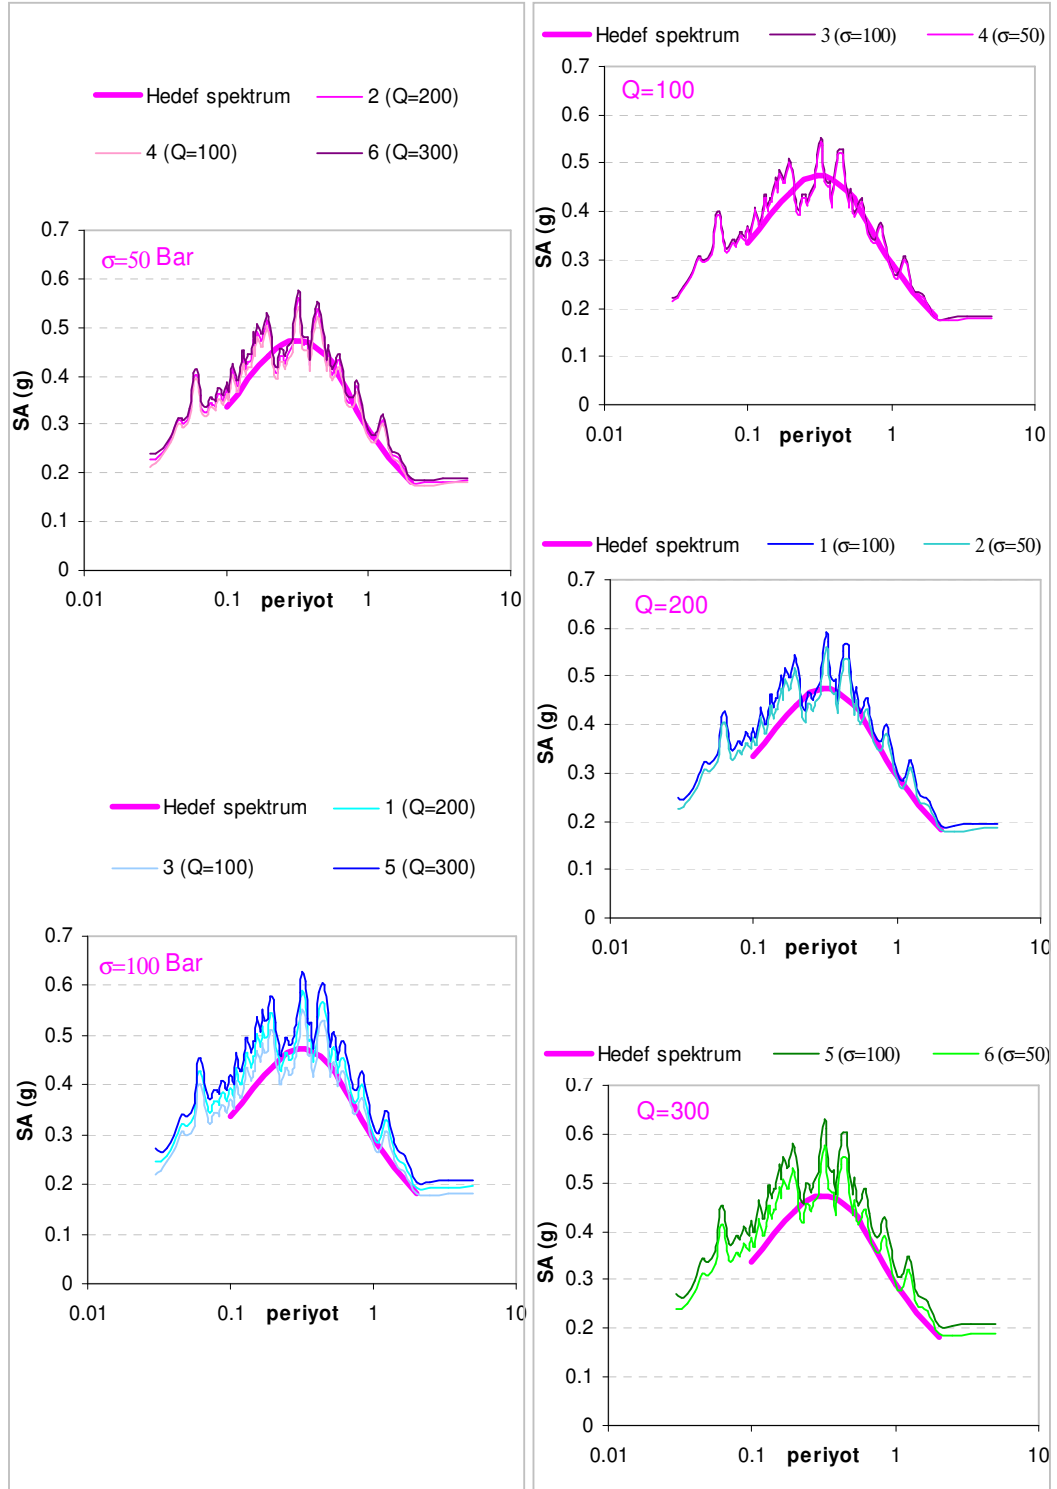 Hedef spektrum 2 (Q=200)
4 (Q=100) 6 (Q=300)
0.7
σ=50 Bar
0.6
0.5
0.4
0.3
0.2
0.1
0
SA (g)
0.01 0.1 1 10
periyot
Hedef spektrum 1 (Q=200)
3 (Q=100) 5 (Q=300)
0.7
σ=100 Bar
0.6
0.5
0.4
0.3
0.2
0.1
0
SA (g)
0.01 0.1 1 10
periyot
Hedef spektrum 3 (σ=100) 4 (σ=50)
0.7
Q=100
0.6
0.5
0.4
0.3
0.2
0.1
0
SA (g)
0.01 0.1 1 10
periyot
Hedef spektrum 1 (σ=100) 2 (σ=50)
0.7
Q=200
0.6
0.5
0.4
0.3
0.2
0.1
0
SA (g)
0.01 0.1 1 10
periyot
Hedef spektrum 5 (σ=100) 6 (σ=50)
0.7
Q=300
0.6
0.5
0.4
0.3
0.2
0.1
0
SA (g)
0.01 0.1 1 10
periyot